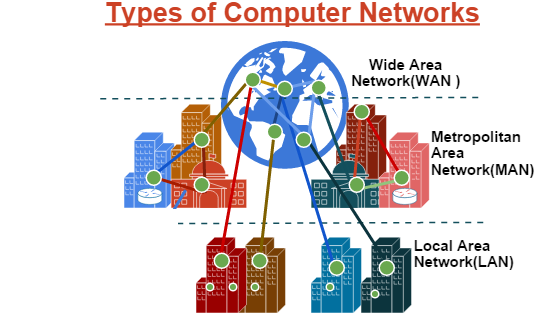 Types of Computer Networks
Wide Area
Network(WAN )
Metropolitan
Area
Network(MAN)
Local Area
Network(LAN)